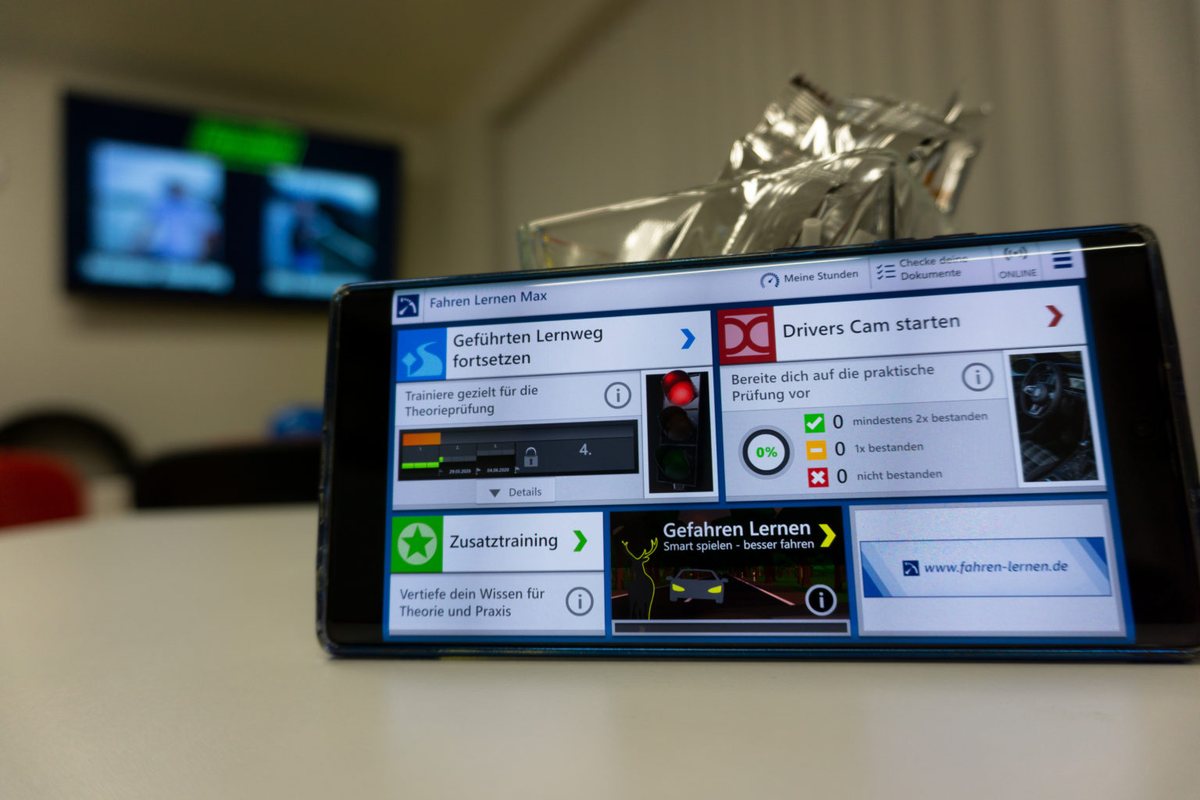 Fahren Lernen Max
Meine Stunden
Checke deine
Dokumente
ONLINE
Geführten Lernweg
fortsetzen
Trainiere gezielt für die
Theorieprüfung
4.
Details
Drivers Cam starten
Bereite dich auf die praktische
Prüfung vor
0%
0 mindestens 2x bestanden
0 1x bestanden
0 nicht bestanden
Zusatztraining
Vertiefe dein Wissen für
Theorie und Praxis
Gefahren Lernen
Smart spielen - besser fahren
www.fahren-lernen.de